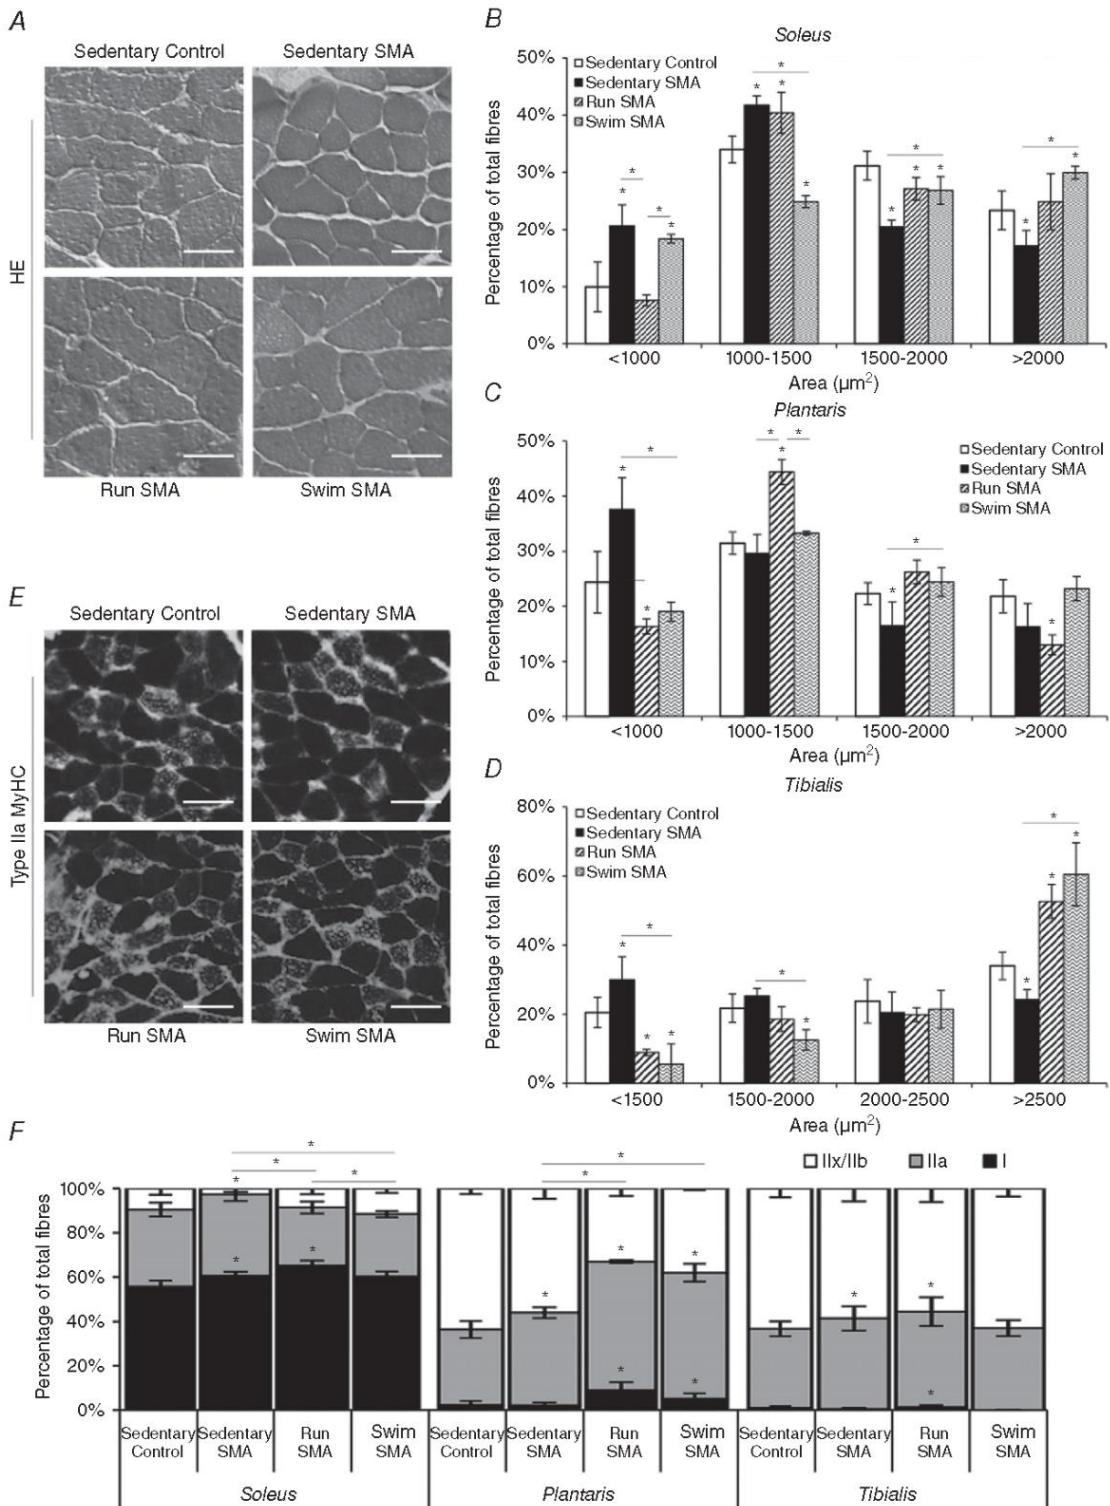 A
Sedentary Control
Sedentary SMA
HE
Run SMA
Swim SMA
B
Soleus
Sedentary Control
Sedentary SMA
Run SMA
Swim SMA
Percentage of total fibres
50%
40%
30%
20%
10%
0%
* * * * * * * * * * * * * * *
<1000 1000-1500 1500-2000 >2000
Area (µm²)
C
Plantaris
Sedentary Control
Sedentary SMA
Run SMA
Swim SMA
Percentage of total fibres
50%
40%
30%
20%
10%
0%
* * * * * * * * *
<1000 1000-1500 1500-2000 >2000
Area (µm²)
D
Tibialis
Sedentary Control
Sedentary SMA
Run SMA
Swim SMA
Percentage of total fibres
80%
60%
40%
20%
0%
* * * * * * * * * *
<1500 1500-2000 2000-2500 >2500
Area (µm²)
E
Sedentary Control
Sedentary SMA
Type IIa MyHC
Run SMA
Swim SMA
F
IIx/IIb IIa I
Percentage of total fibres
100%
80%
60%
40%
20%
0%
* * * * * * * * * * * * * * * *
Sedentary Control
Sedentary SMA
Run SMA
Swim SMA
Sedentary Control
Sedentary SMA
Run SMA
Swim SMA
Sedentary Control
Sedentary SMA
Run SMA
Swim SMA
Soleus
Plantaris
Tibialis